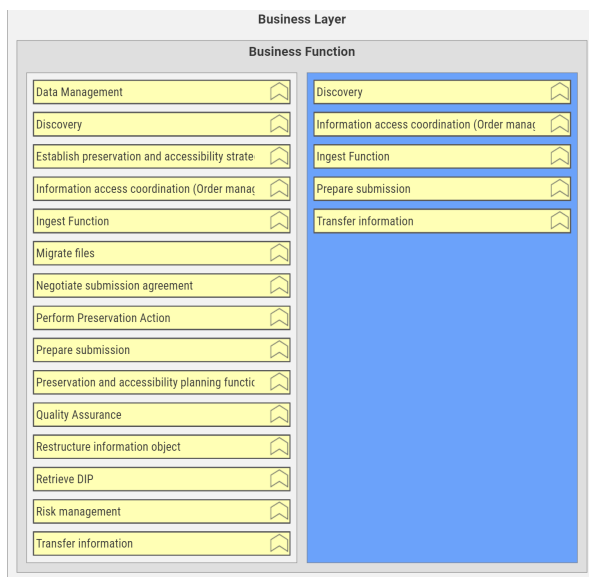 Business Layer
Business Function
Data Management
Discovery
Establish preservation and accessibility strate
Information access coordination (Order manag
Ingest Function
Migrate files
Negotiate submission agreement
Perform Preservation Action
Prepare submission
Preservation and accessibility planning functic
Quality Assurance
Restructure information object
Retrieve DIP
Risk management
Transfer information
Discovery
Information access coordination (Order manag
Ingest Function
Prepare submission
Transfer information